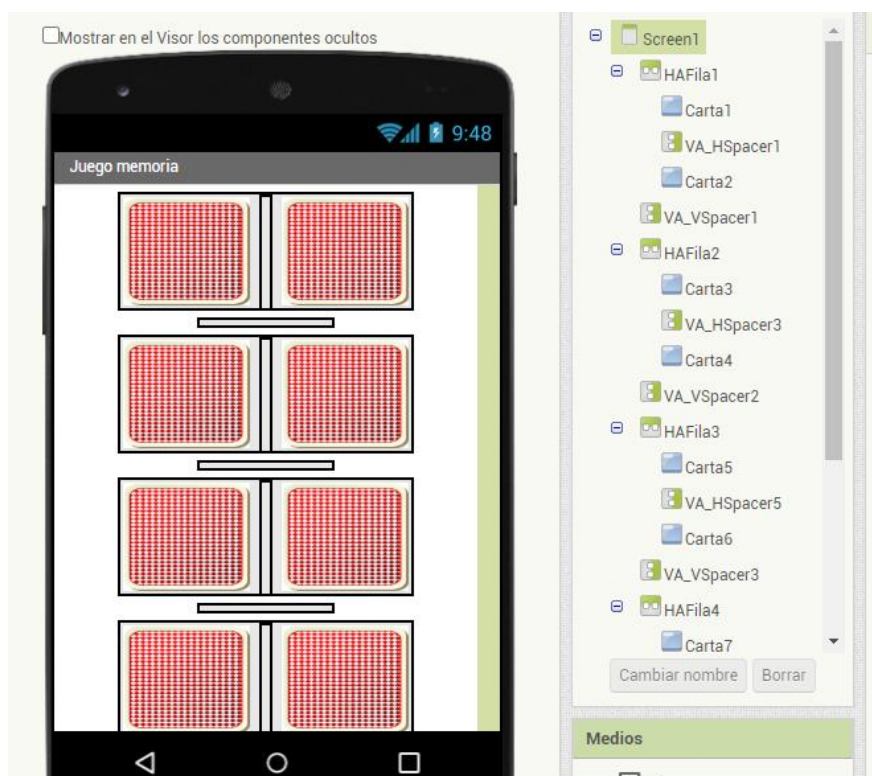 Mostrar en el Visor los componentes ocultos
9:48
Juego memoria
Screen1
HAFila1
Carta1
VA_HSpacer1
Carta2
VA_VSpacer1
HAFila2
Carta3
VA_HSpacer3
Carta4
VA_VSpacer2
HAFila3
Carta5
VA_HSpacer5
Carta6
VA_VSpacer3
HAFila4
Carta7
Cambiar nombre Borrar
Medios